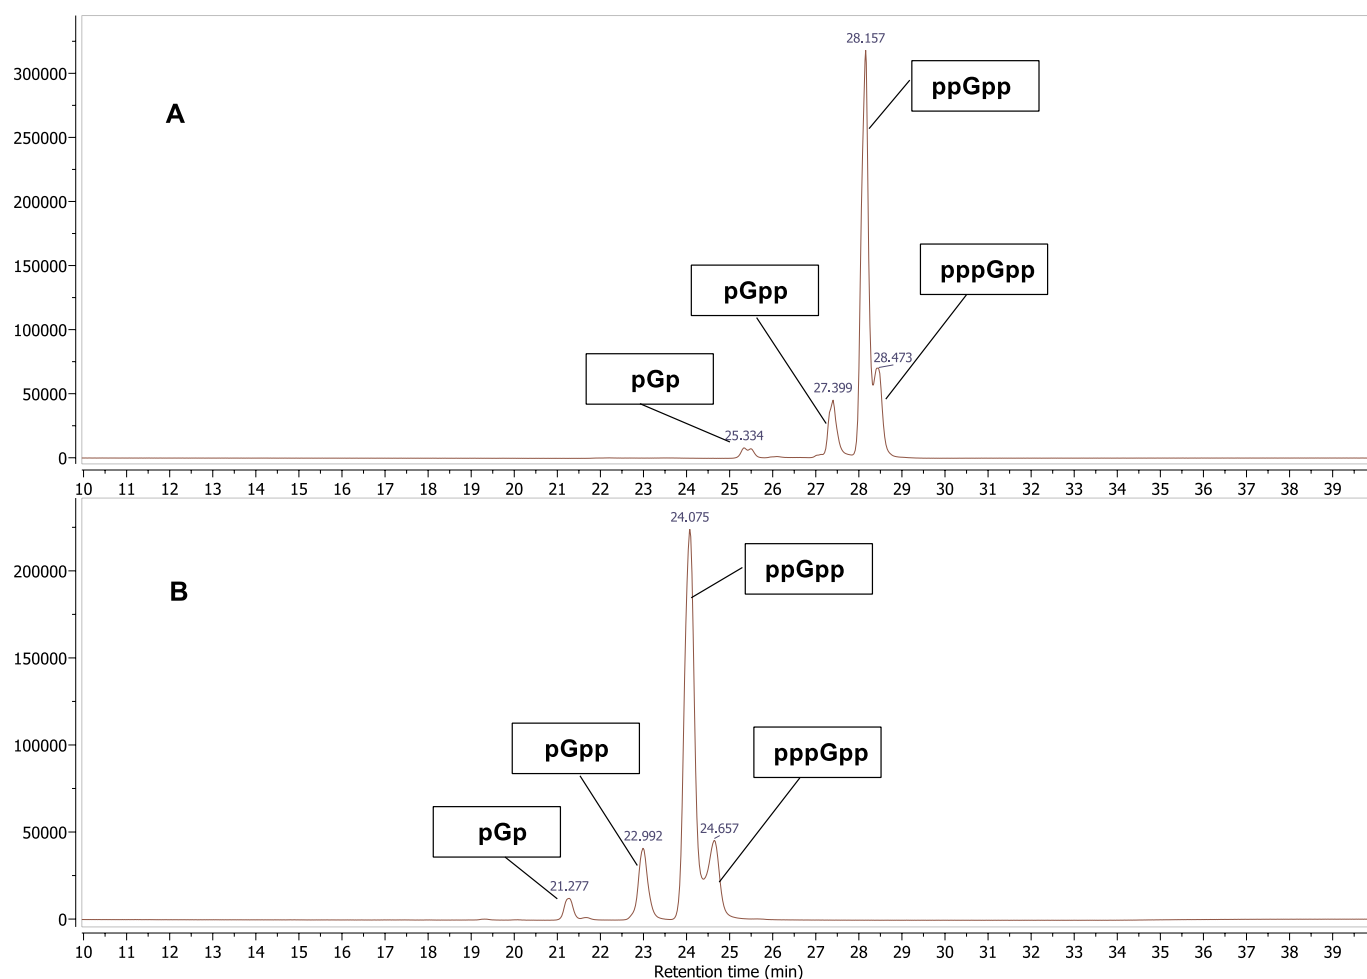 28.157
300000
ppGpp
A
250000
200000
150000
pGpp
pppGpp
100000
pGp
28.473
50000
27.399
25.334
0
10 11 12 13 14 15 16 17 18 19 20 21 22 23 24 25 26 27 28 29 30 31 32 33 34 35 36 37 38 39
24.075
200000
ppGpp
B
150000
100000
pGpp
pppGpp
50000
pGp
22.992
24.657
21.277
0
10 11 12 13 14 15 16 17 18 19 20 21 22 23 24 25 26 27 28 29 30 31 32 33 34 35 36 37 38 39
Retention time (min)